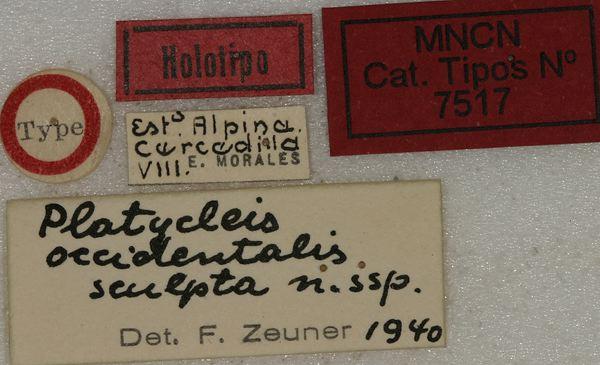 Type
Holotipo
MNCN
Cat. Tipos Nº
7517
Estº. Alpina.
Cercedilla
VIII. E. MORALES
Platycleis
occidentalis
sculpta n. ssp.
Det. F. Zeuner 1940